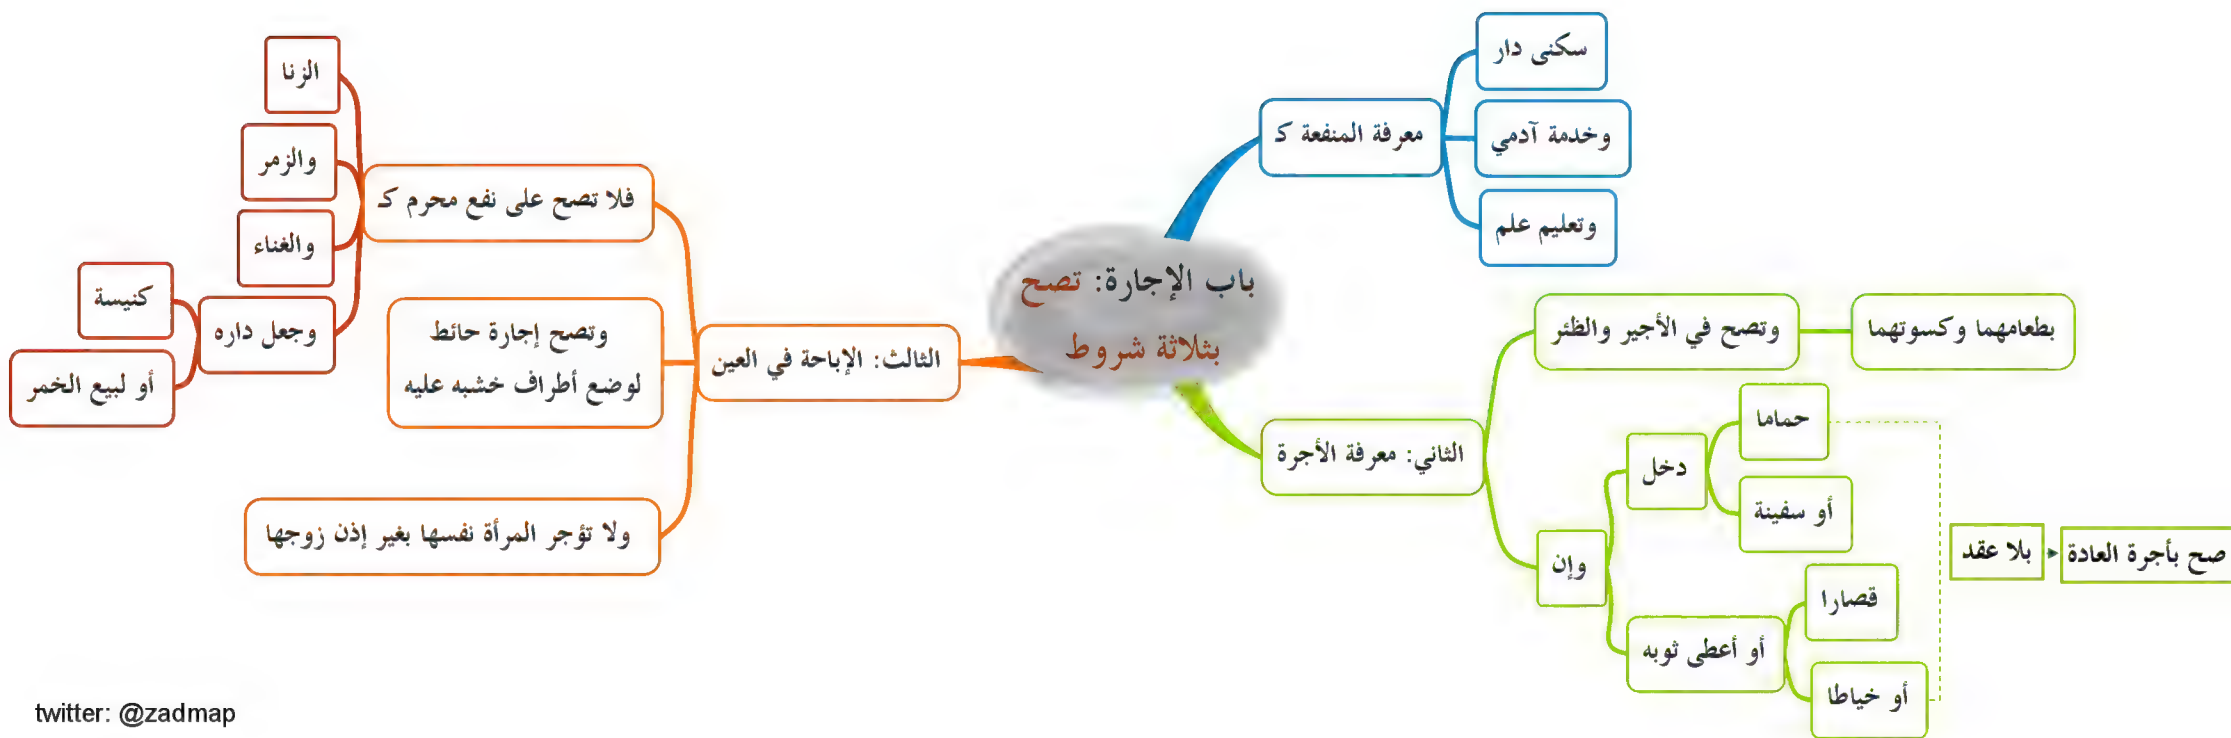 باب الإجارة: تصح
بثلاثة شروط
معرفة المنفعة كـ
سكنى دار
وخدمة آدمي
وتعليم علم
الثاني: معرفة الأجرة
وتصح في الأجير والظئر
بطعامهما وكسوتهما
وإن
دخل
حماما
أو سفينة
أو أعطى ثوبه
قصارا
أو خياطا
بلا عقد
صح بأجرة العادة
الثالث: الإباحة في العين
فلا تصح على نفع محرم كـ
الزنا
والزمر
والغناء
وجعل داره
كنيسة
أو لبيع الخمر
وتصح إجارة حائط
لوضع أطراف خشبه عليه
ولا تؤجر المرأة نفسها بغير إذن زوجها
twitter: @zadmap